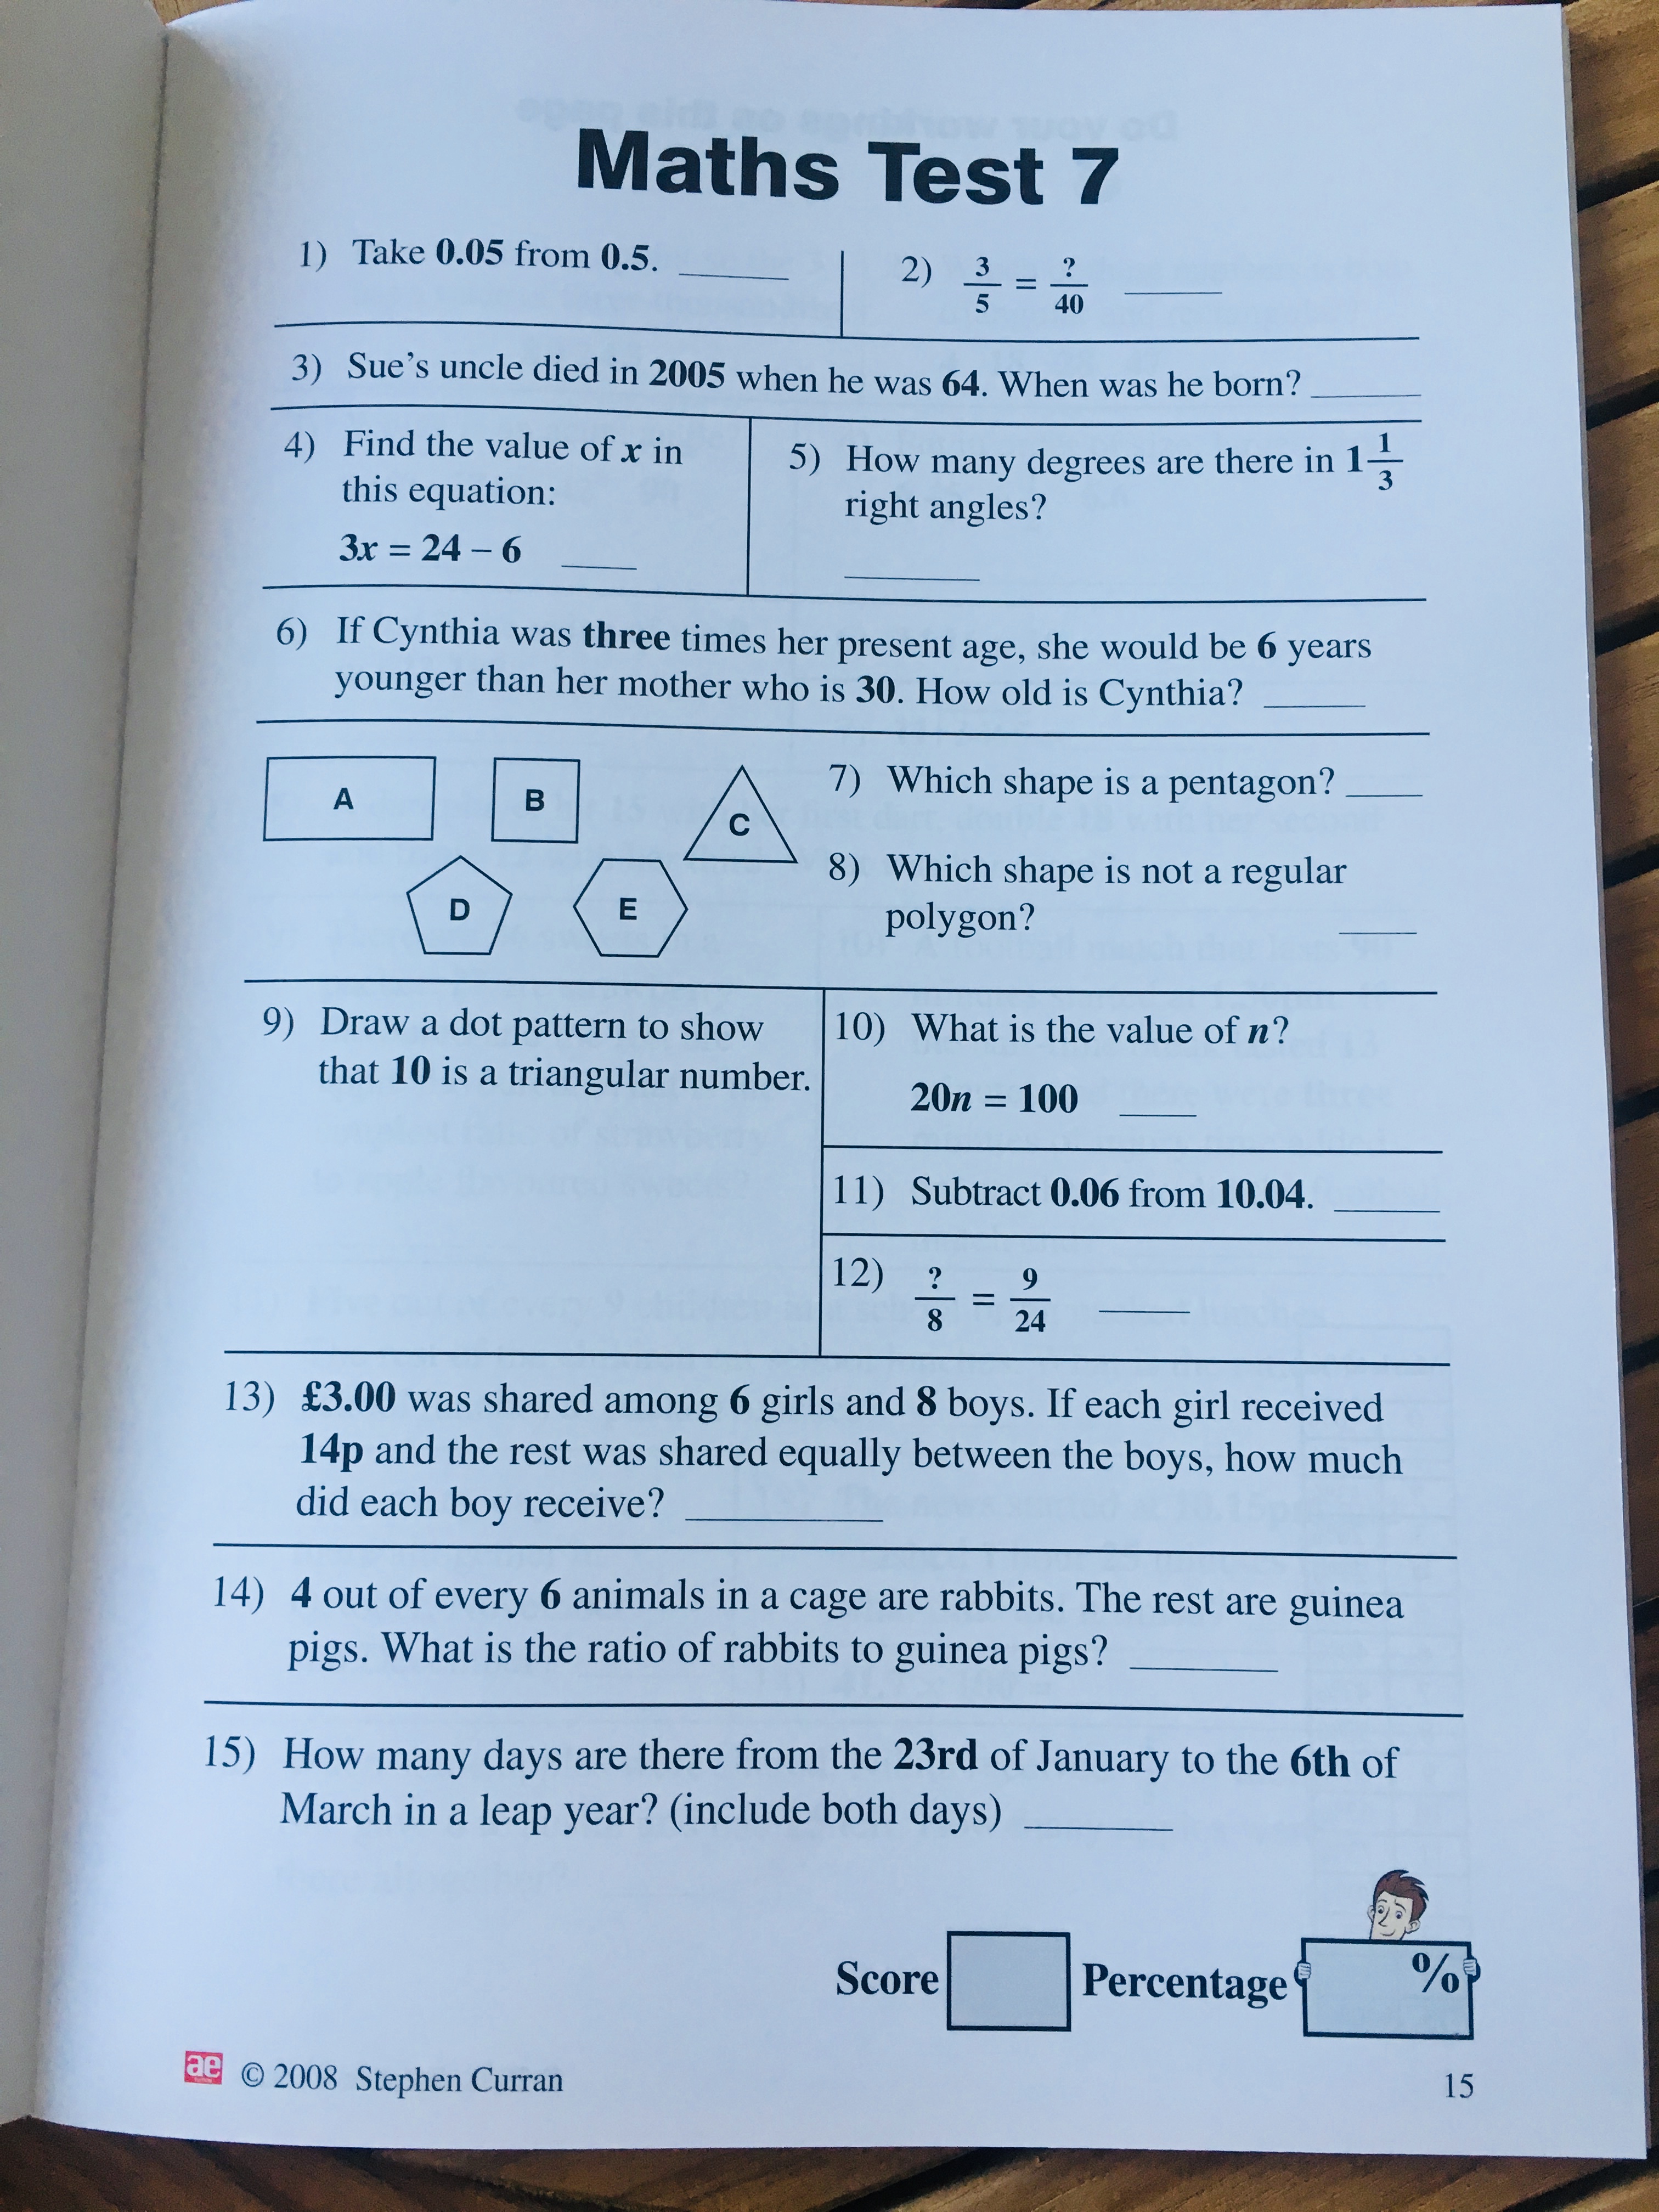 Maths Test 7
1) Take 0.05 from 0.5. ______
2) 3/5 = ?/40 ______
3) Sue's uncle died in 2005 when he was 64. When was he born? ______
4) Find the value of x in
this equation:
3x = 24 – 6 ____
5) How many degrees are there in 1 1/3
right angles?
______
6) If Cynthia was three times her present age, she would be 6 years
younger than her mother who is 30. How old is Cynthia? ______
A
B
C
D
E
7) Which shape is a pentagon? ____
8) Which shape is not a regular
polygon? ____
9) Draw a dot pattern to show
that 10 is a triangular number.
10) What is the value of n?
20n = 100 ____
11) Subtract 0.06 from 10.04. ______
12) ?/8 = 9/24 ______
13) £3.00 was shared among 6 girls and 8 boys. If each girl received
14p and the rest was shared equally between the boys, how much
did each boy receive? ______
14) 4 out of every 6 animals in a cage are rabbits. The rest are guinea
pigs. What is the ratio of rabbits to guinea pigs? ______
15) How many days are there from the 23rd of January to the 6th of
March in a leap year? (include both days) ______
Score
Percentage
%
ae © 2008 Stephen Curran
15